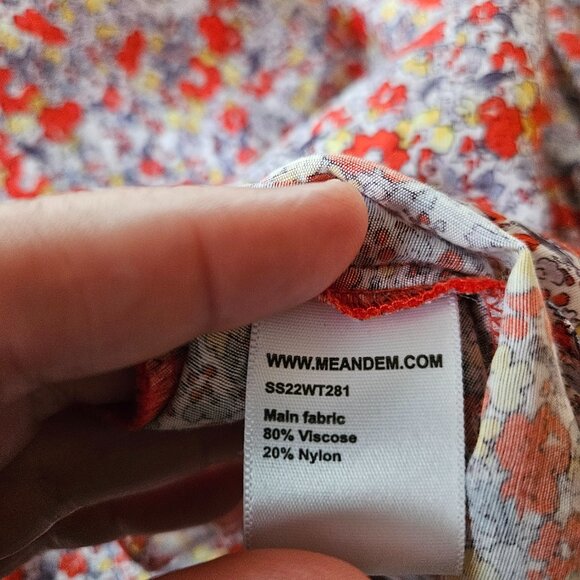 WWW.MEANDEM.COM
SS22WT281
Main fabric
80% Viscose
20% Nylon